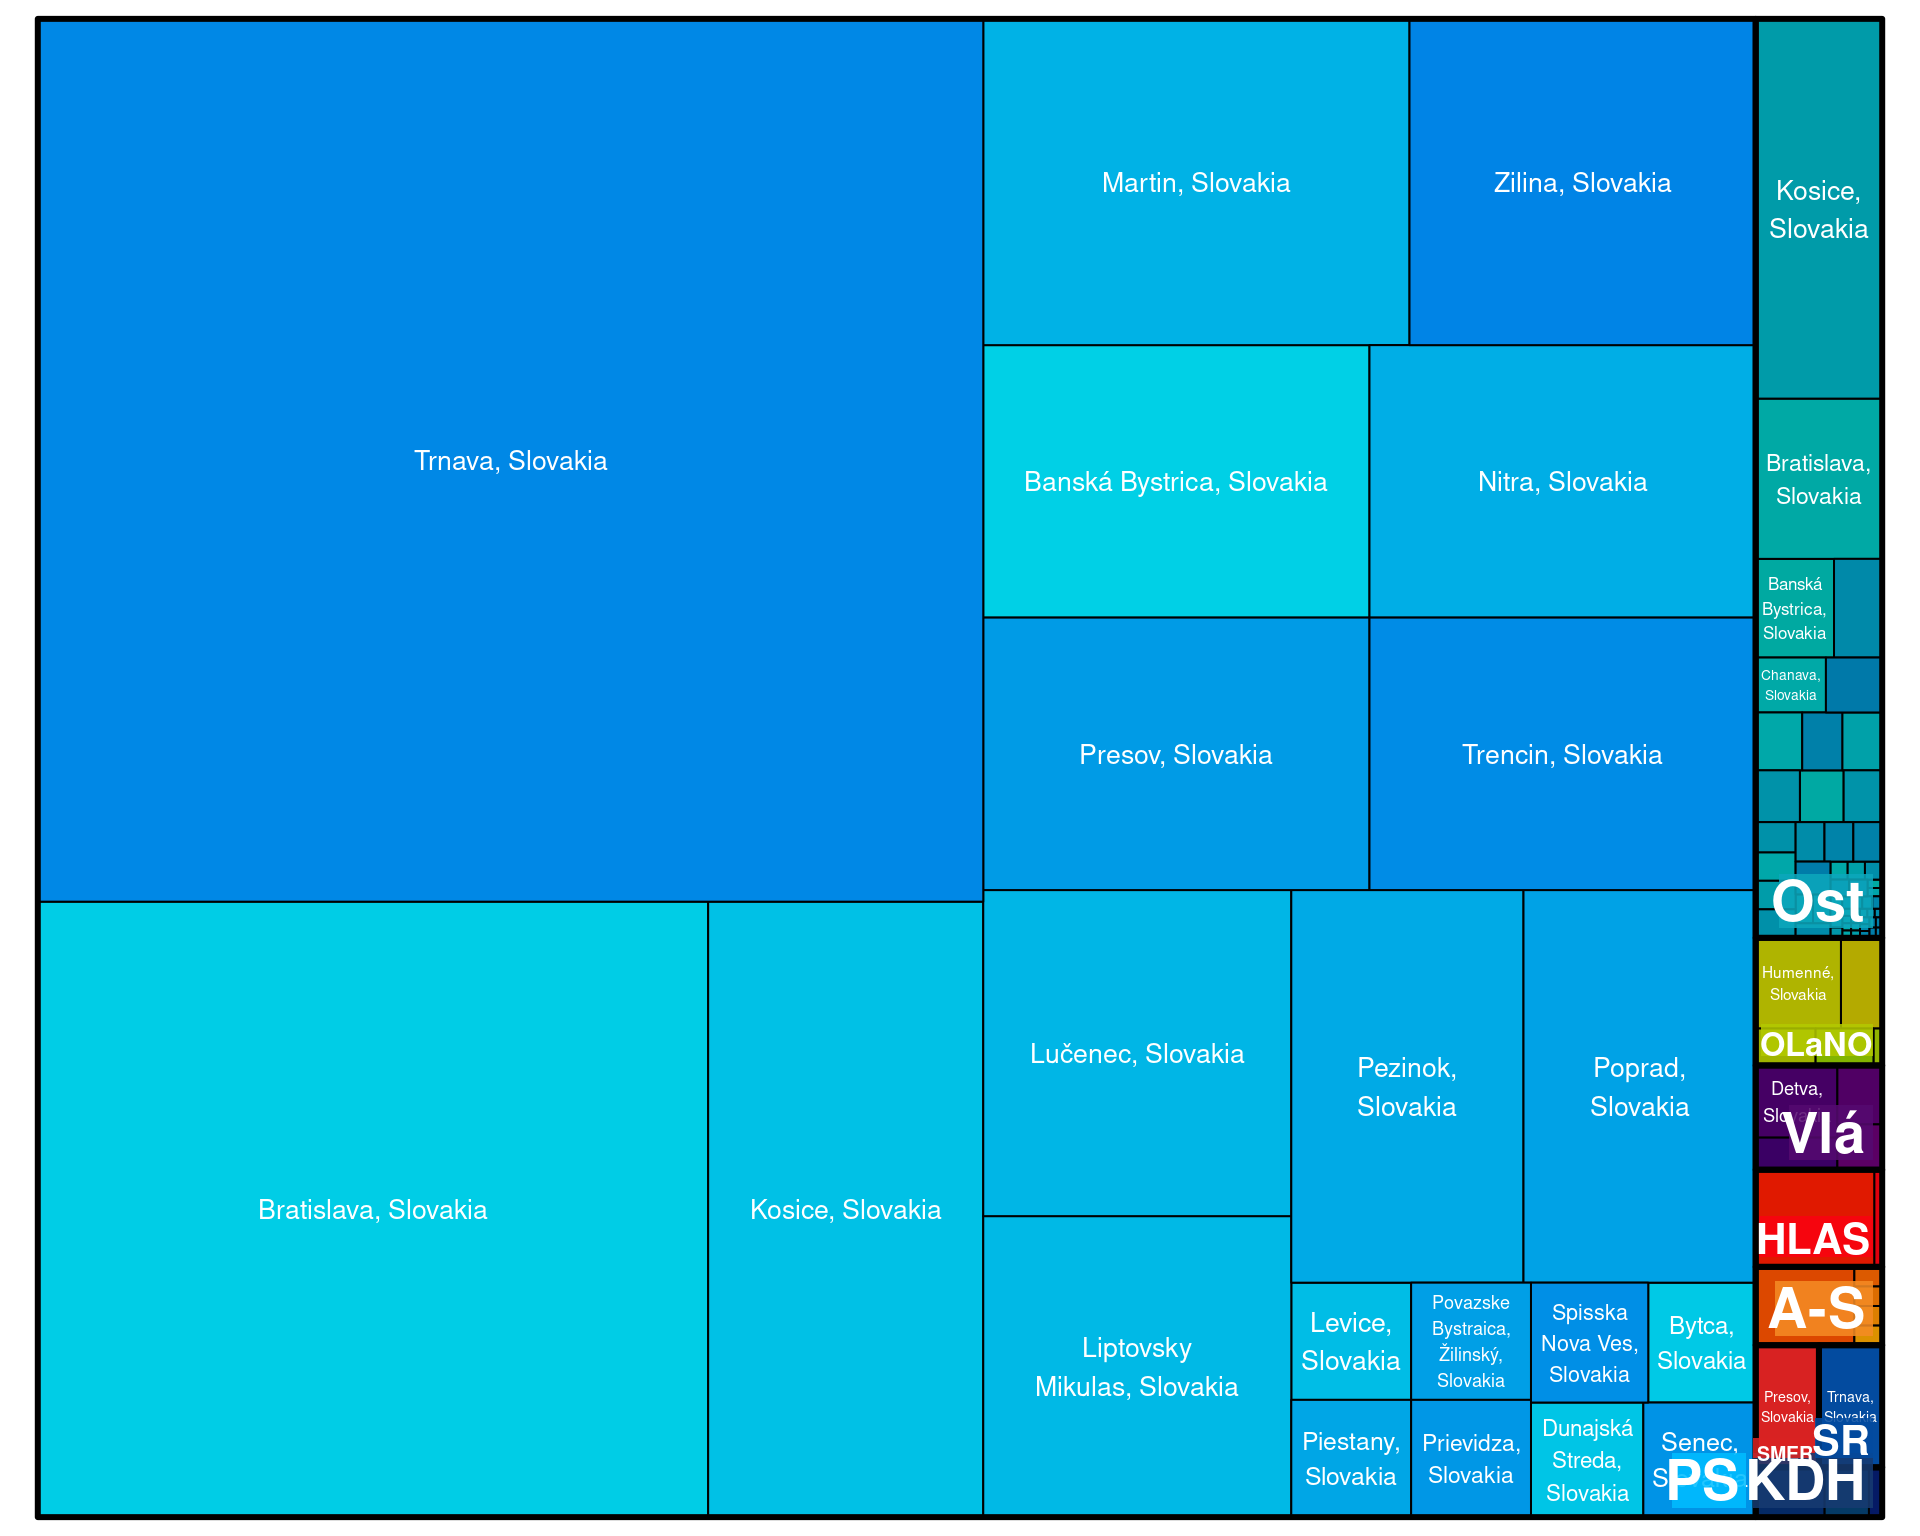 Trnava, Slovakia
Martin, Slovakia
Zilina, Slovakia
Banská Bystrica, Slovakia
Nitra, Slovakia
Presov, Slovakia
Trencin, Slovakia
Bratislava, Slovakia
Kosice, Slovakia
Lučenec, Slovakia
Liptovsky
Mikulas, Slovakia
Pezinok,
Slovakia
Poprad,
Slovakia
Levice,
Slovakia
Povazske
Bystraica,
Žilinský,
Slovakia
Spisska
Nova Ves,
Slovakia
Bytca,
Slovakia
Piestany,
Slovakia
Prievidza,
Slovakia
Dunajská
Streda,
Slovakia
Senec,
PS
Kosice,
Slovakia
Bratislava,
Slovakia
Banská
Bystrica,
Slovakia
Chanava,
Slovakia
Ost
Humenné,
Slovakia
OLaNO
Detva,
Vlá
HLAS
A-S
Presov,
Slovakia
SMER
Trnava,
Slovakia
SR
KDH